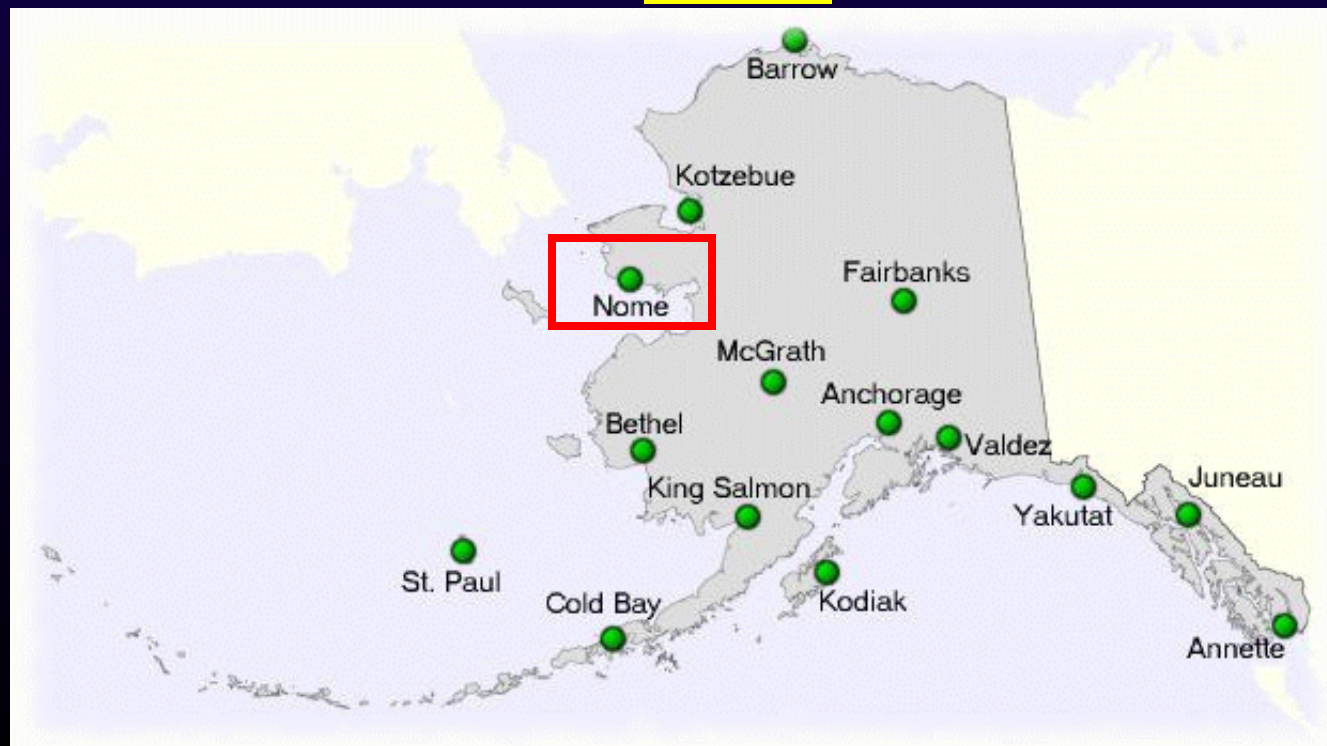 Barrow
Kotzebue
Fairbanks
Nome
McGrath
Anchorage
Bethel
Valdez
Juneau
King Salmon
Yakutat
St. Paul
Cold Bay
Kodiak
Annette